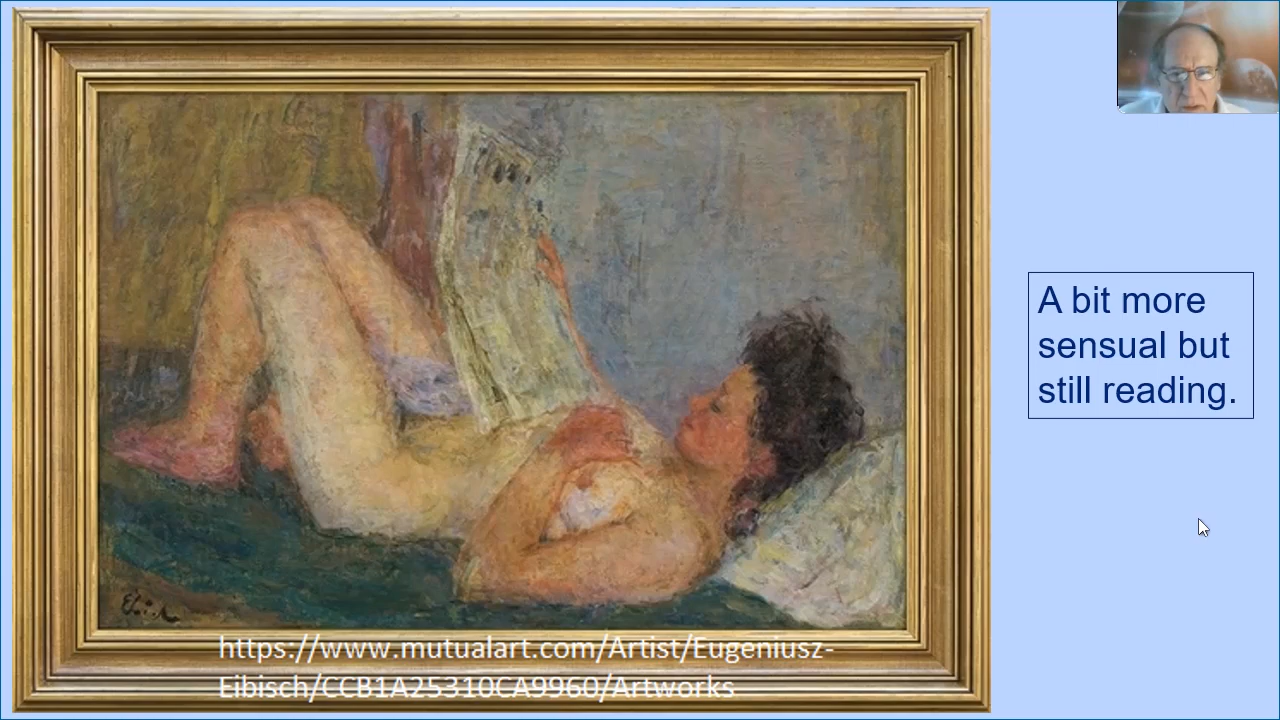 A bit more
sensual but
still reading.
https://www.mutualart.com/Artist/Eugeniusz-
Eibisch/CCB1A25310CA9960/Artworks